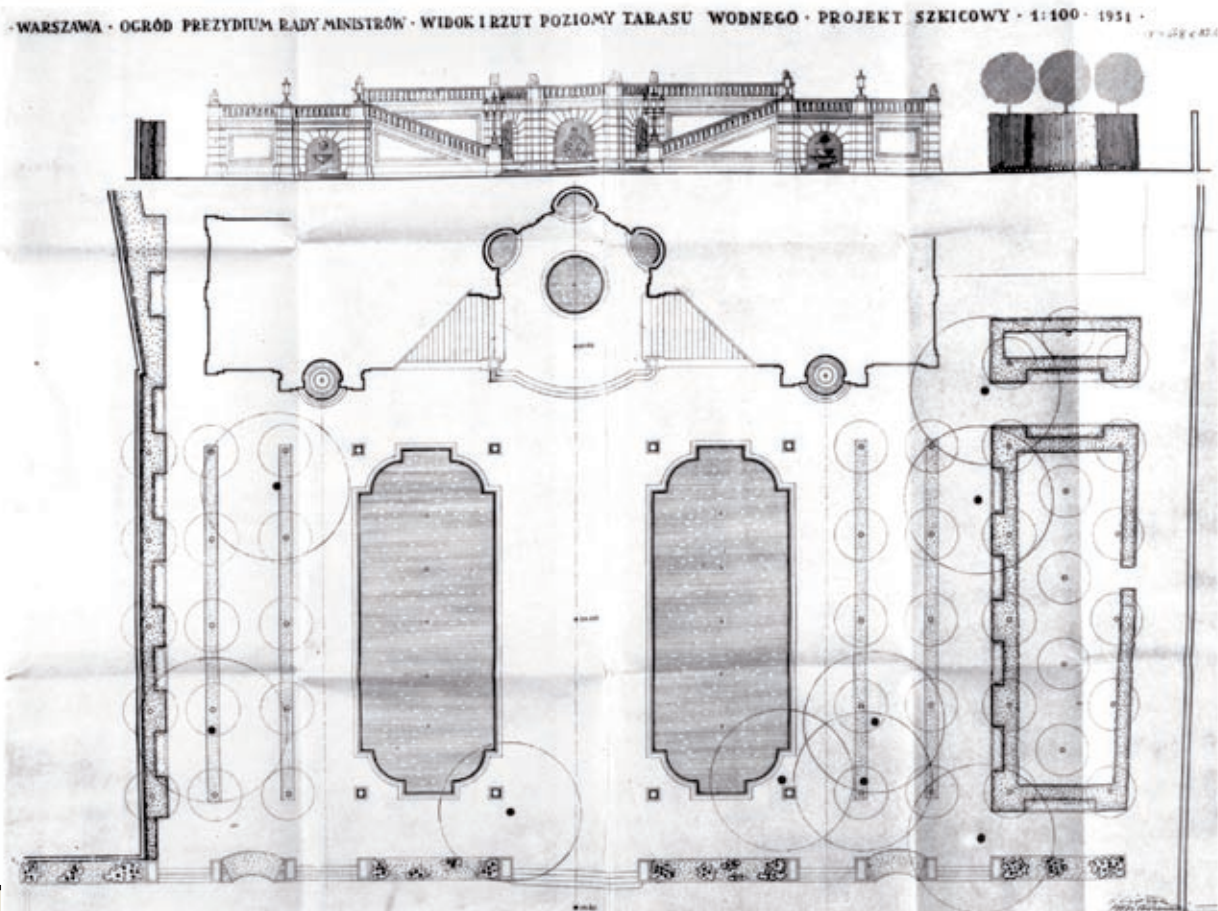 ·WARSZAWA · OGRÓD PREZYDIUM RADY MINISTRÓW · WIDOK I RZUT POZIOMY TARASU WODNEGO · PROJEKT SZKICOWY · 1:100 · 1951 ·